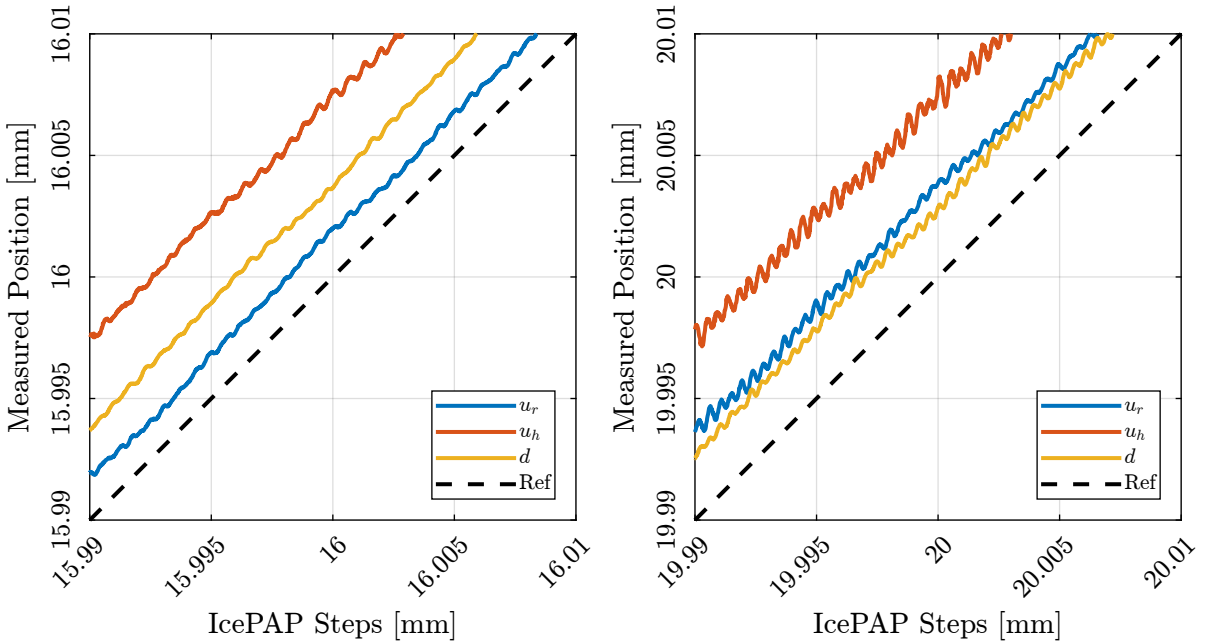 Measured Position [mm]
16.01
16.005
16
15.995
15.99
u_r
u_h
d
Ref
15.99
15.995
16
16.005
16.01
IcePAP Steps [mm]
Measured Position [mm]
20.01
20.005
20
19.995
19.99
u_r
u_h
d
Ref
19.99
19.995
20
20.005
20.01
IcePAP Steps [mm]